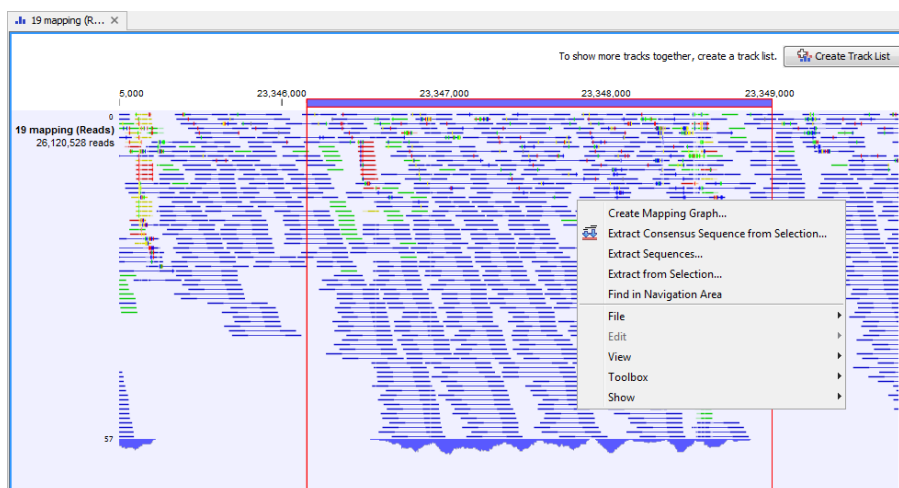 19 mapping (R...
To show more tracks together, create a track list.
Create Track List
5,000
23,346,000
23,347,000
23,348,000
23,349,000
0
19 mapping (Reads)
26,120,528 reads
Create Mapping Graph...
Extract Consensus Sequence from Selection...
Extract Sequences...
Extract from Selection...
Find in Navigation Area
File
Edit
View
Toolbox
Show
57